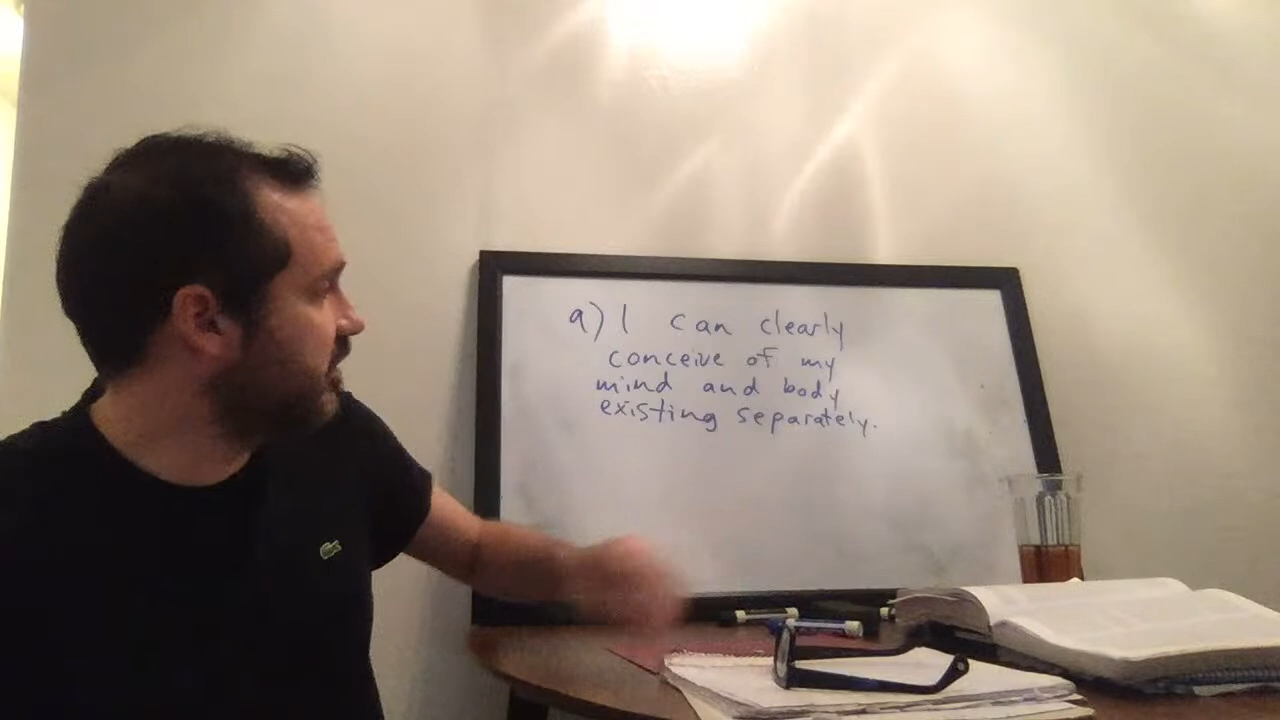 a) I can clearly
conceive of my
mind and body
existing separately.